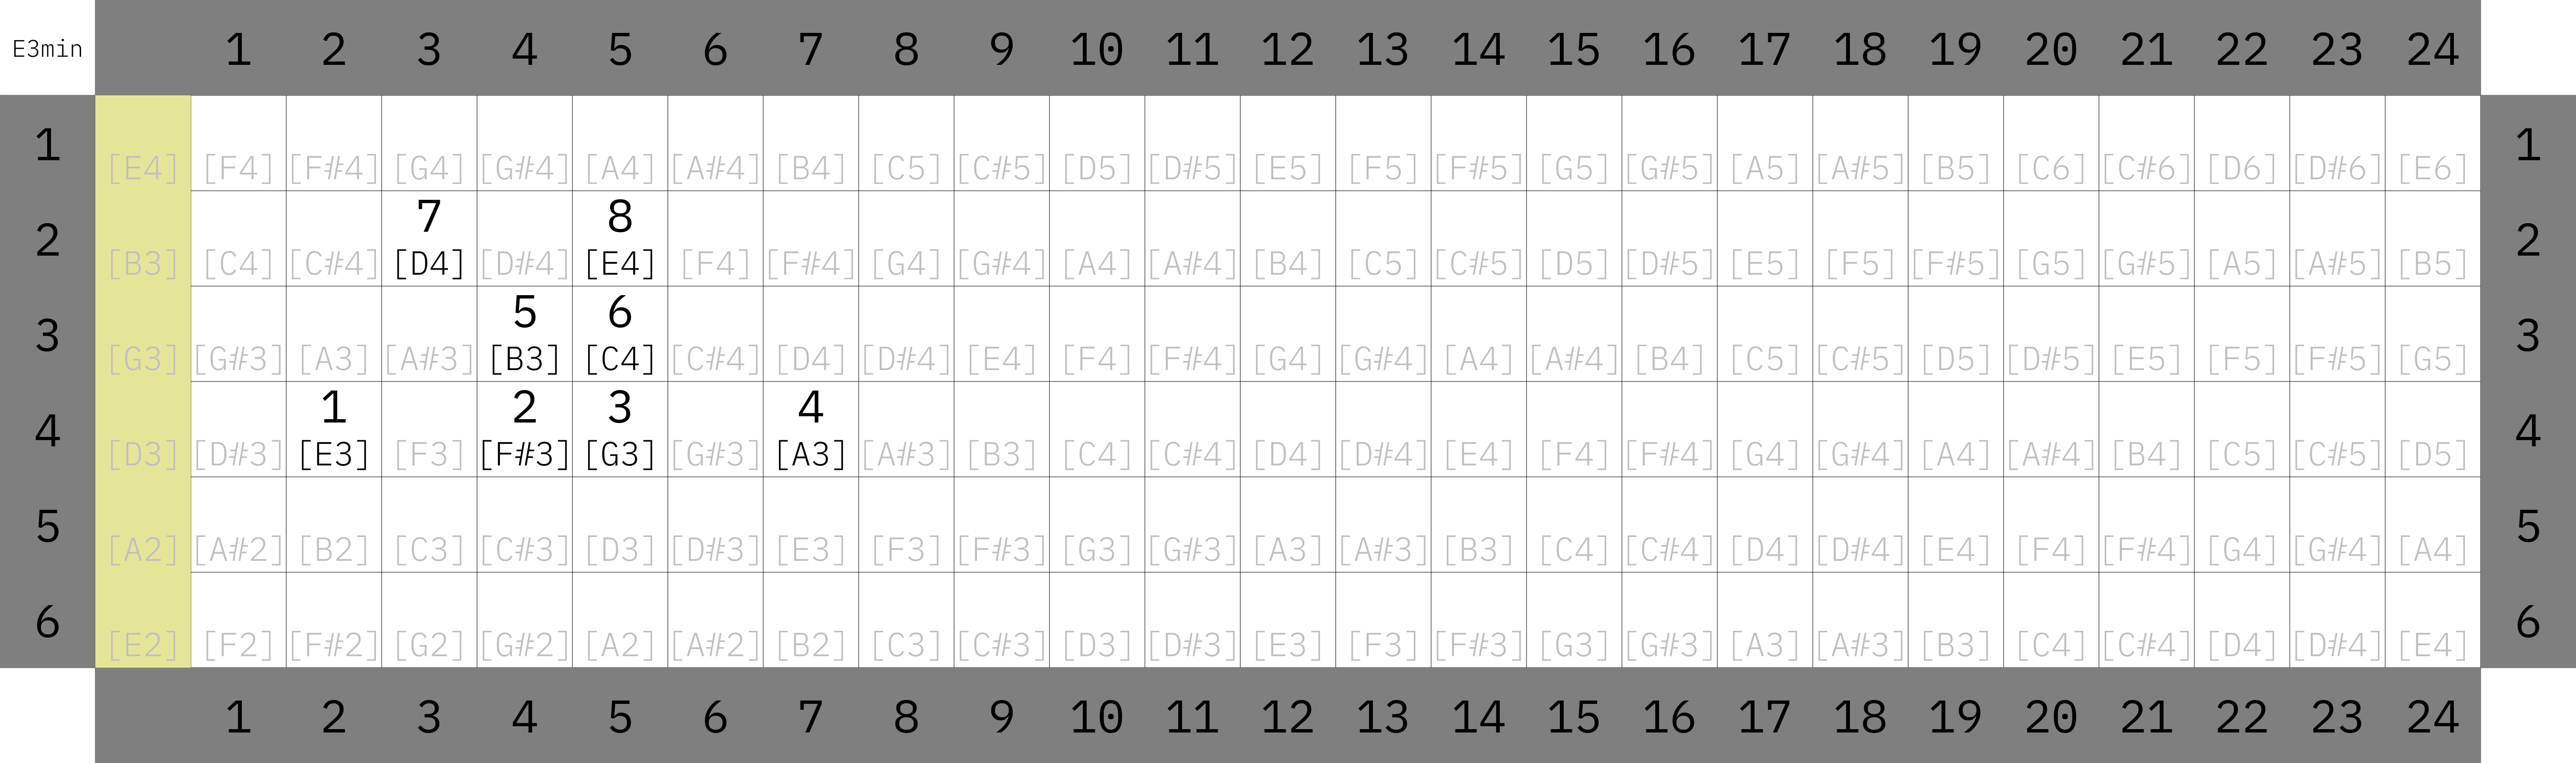 E3min 1 2 3 4 5 6 7 8 9 10 11 12 13 14 15 16 17 18 19 20 21 22 23 24
1 [E4] [F4] [F#4] [G4] [G#4] [A4] [A#4] [B4] [C5] [C#5] [D5] [D#5] [E5] [F5] [F#5] [G5] [G#5] [A5] [A#5] [B5] [C6] [C#6] [D6] [D#6] [E6] 1
7 8
2 [B3] [C4] [C#4] [D4] [D#4] [E4] [F4] [F#4] [G4] [G#4] [A4] [A#4] [B4] [C5] [C#5] [D5] [D#5] [E5] [F5] [F#5] [G5] [G#5] [A5] [A#5] [B5] 2
5 6
3 [G3] [G#3] [A3] [A#3] [B3] [C4] [C#4] [D4] [D#4] [E4] [F4] [F#4] [G4] [G#4] [A4] [A#4] [B4] [C5] [C#5] [D5] [D#5] [E5] [F5] [F#5] [G5] 3
1 2 3 4
4 [D3] [D#3] [E3] [F3] [F#3] [G3] [G#3] [A3] [A#3] [B3] [C4] [C#4] [D4] [D#4] [E4] [F4] [F#4] [G4] [G#4] [A4] [A#4] [B4] [C5] [C#5] [D5] 4
5 [A2] [A#2] [B2] [C3] [C#3] [D3] [D#3] [E3] [F3] [F#3] [G3] [G#3] [A3] [A#3] [B3] [C4] [C#4] [D4] [D#4] [E4] [F4] [F#4] [G4] [G#4] [A4] 5
6 [E2] [F2] [F#2] [G2] [G#2] [A2] [A#2] [B2] [C3] [C#3] [D3] [D#3] [E3] [F3] [F#3] [G3] [G#3] [A3] [A#3] [B3] [C4] [C#4] [D4] [D#4] [E4] 6
1 2 3 4 5 6 7 8 9 10 11 12 13 14 15 16 17 18 19 20 21 22 23 24